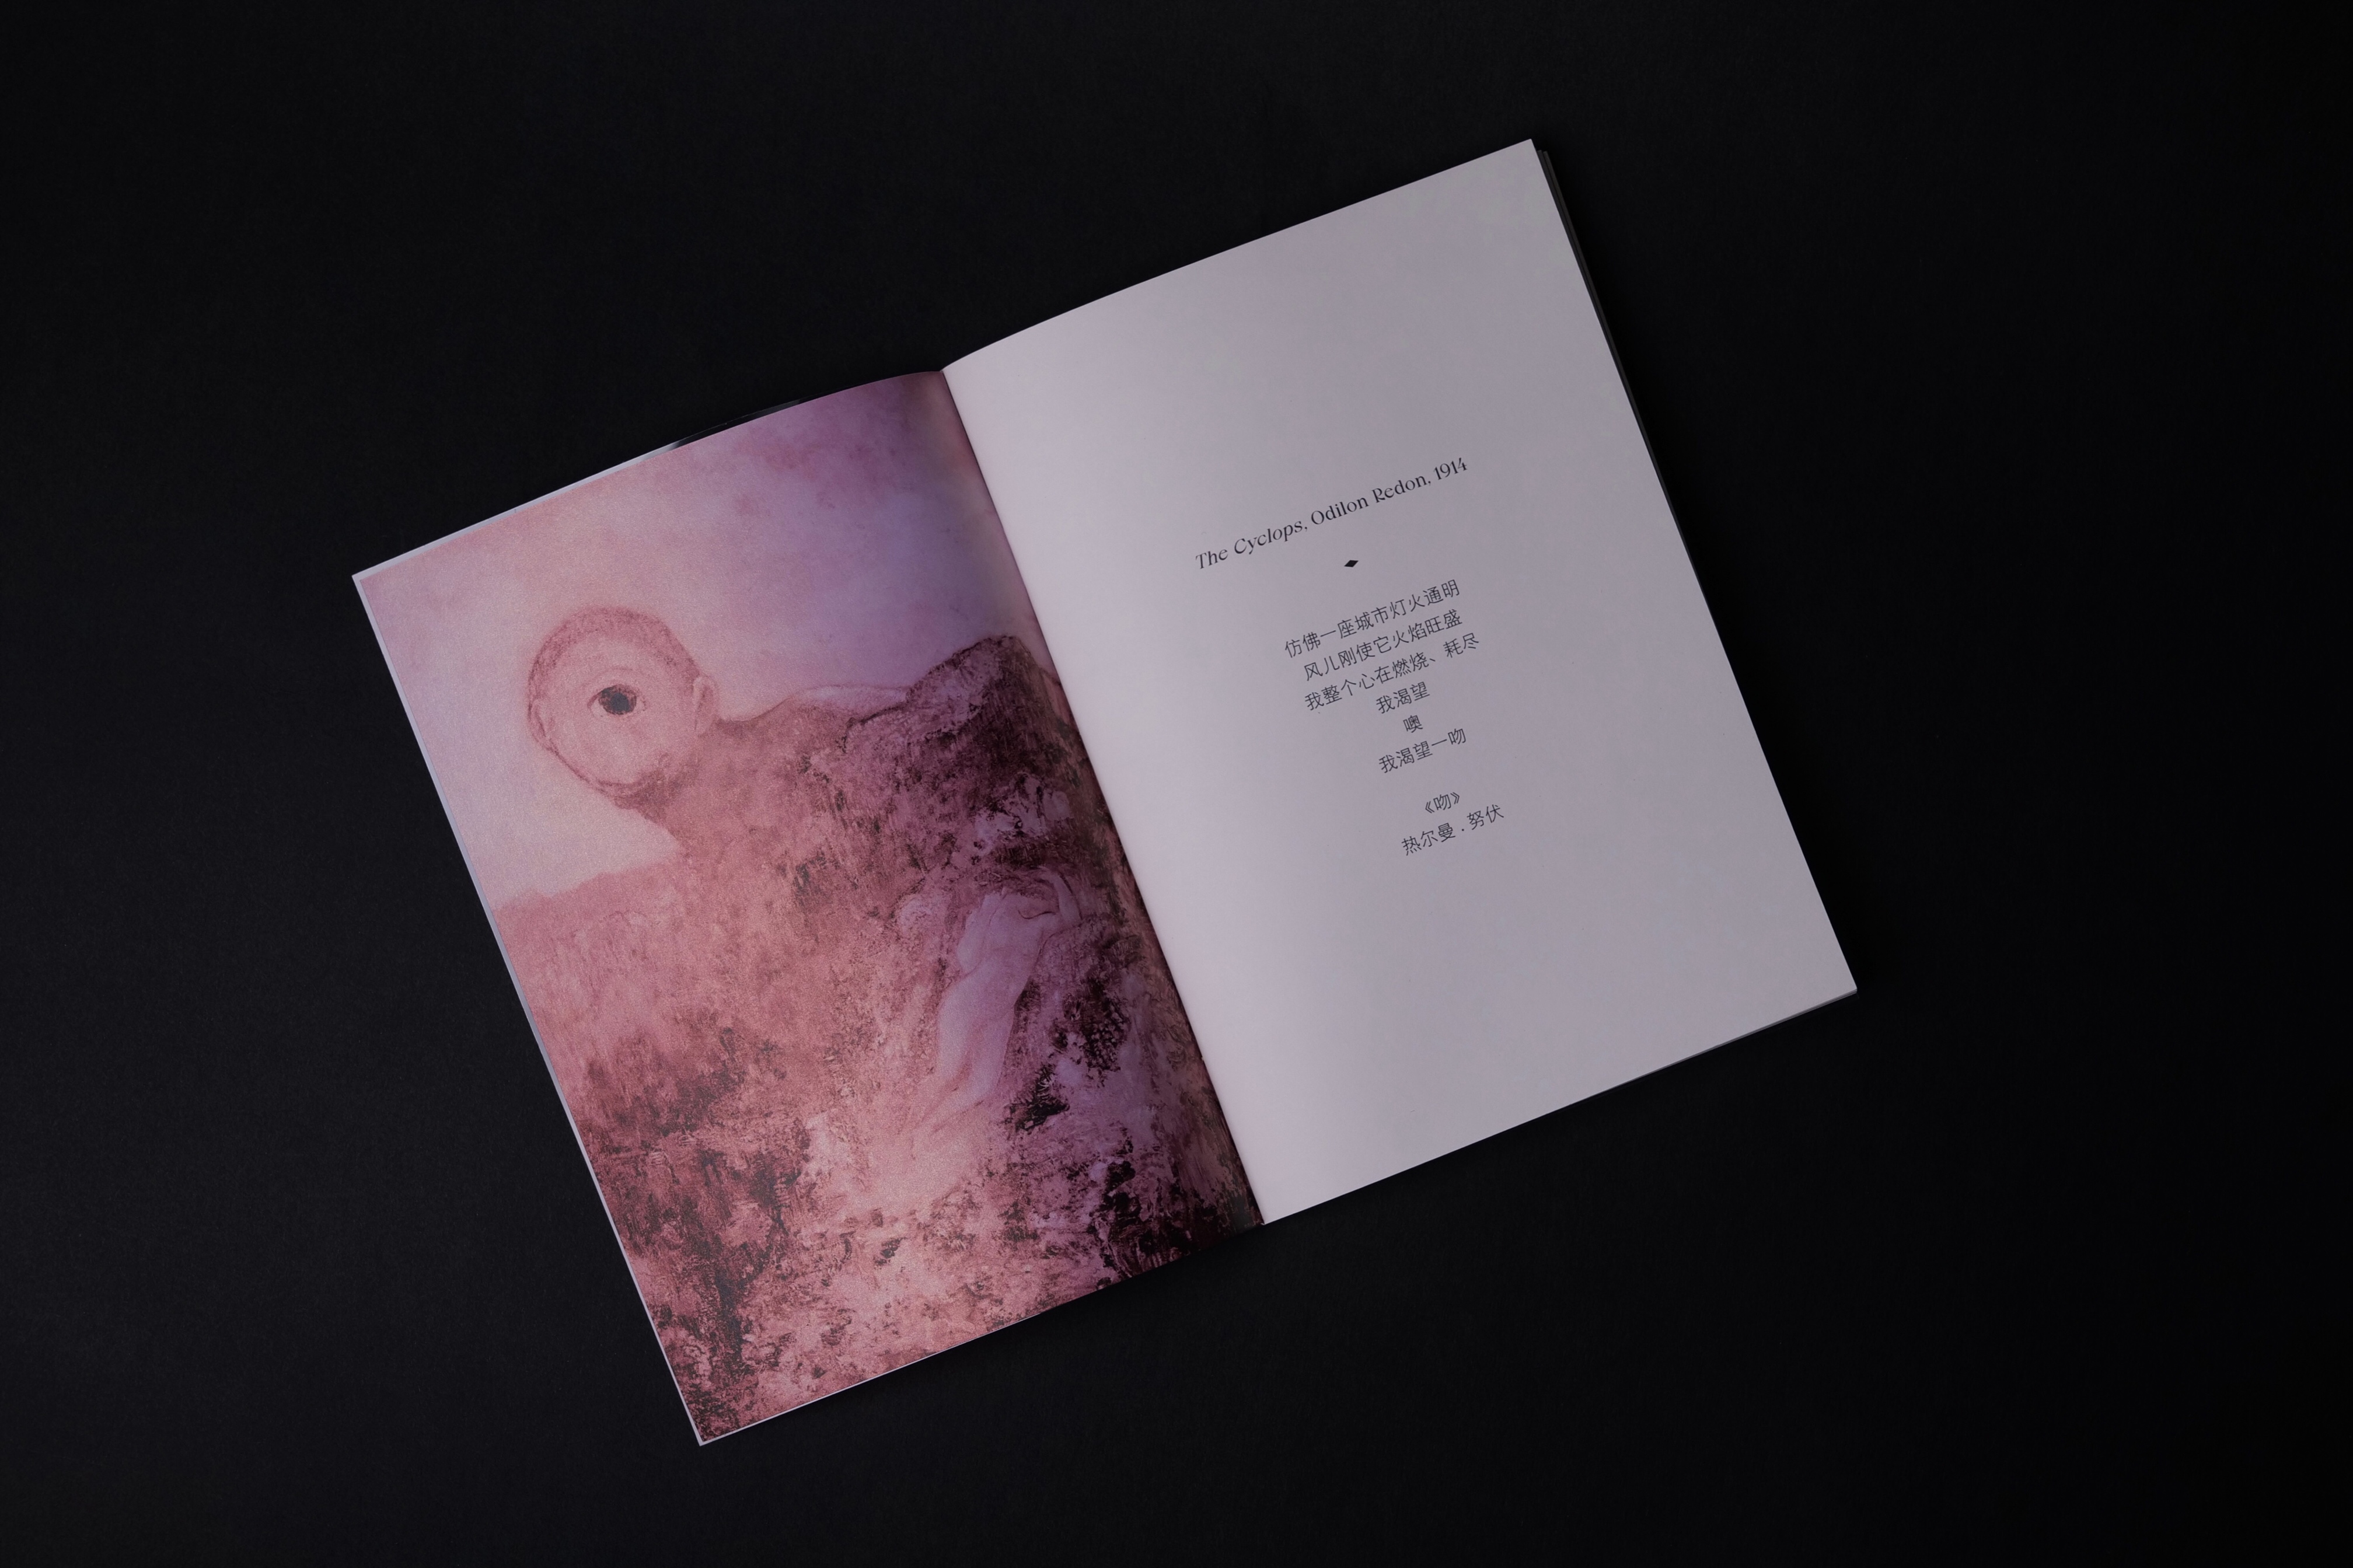 The Cyclops, Odilon Redon, 1914
仿佛一座城市灯火通明
风儿刚使它火焰旺盛
我整个心在燃烧、耗尽
我渴望
噢
我渴望一吻
《吻》
热尔曼 . 努伏